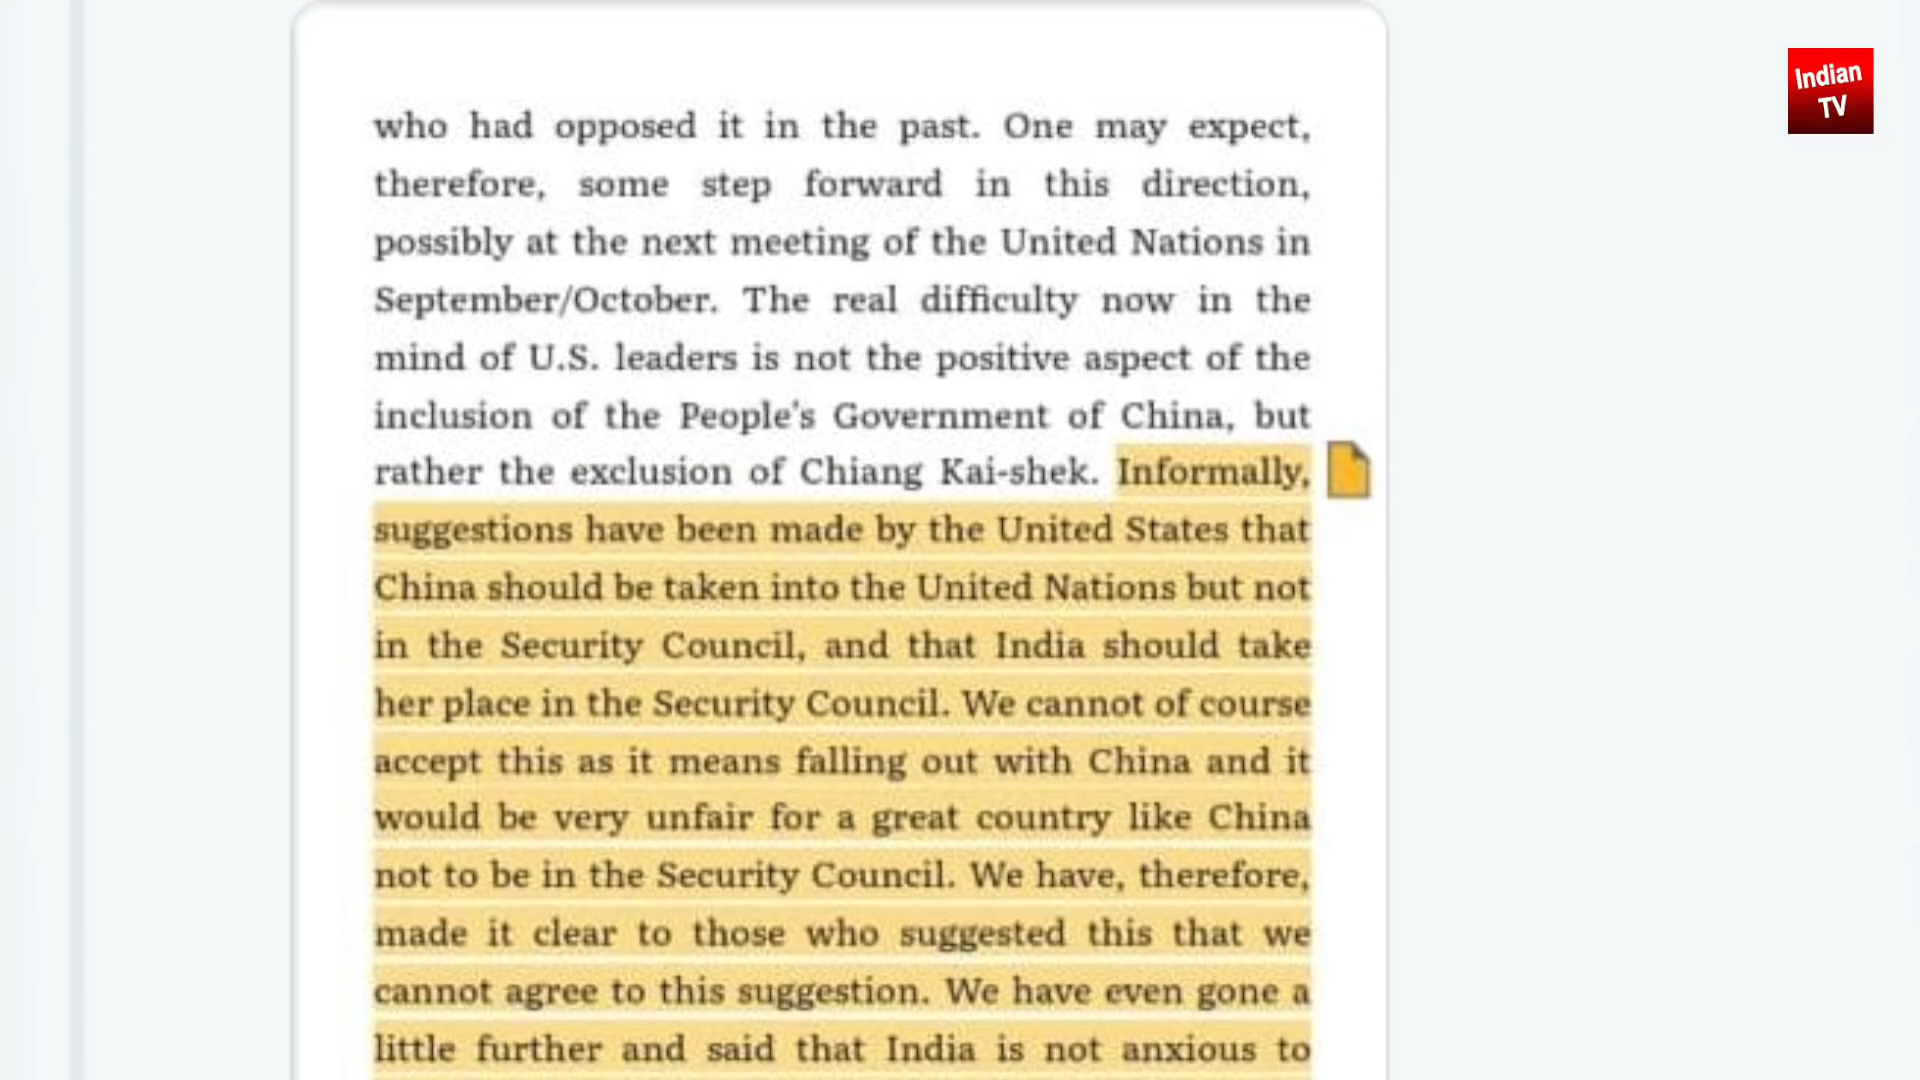 Indian
TV
who had opposed it in the past. One may expect,
therefore, some step forward in this direction,
possibly at the next meeting of the United Nations in
September/October. The real difficulty now in the
mind of U.S. leaders is not the positive aspect of the
inclusion of the People's Government of China, but
rather the exclusion of Chiang Kai-shek. Informally,
suggestions have been made by the United States that
China should be taken into the United Nations but not
in the Security Council, and that India should take
her place in the Security Council. We cannot of course
accept this as it means falling out with China and it
would be very unfair for a great country like China
not to be in the Security Council. We have, therefore,
made it clear to those who suggested this that we
cannot agree to this suggestion. We have even gone a
little further and said that India is not anxious to